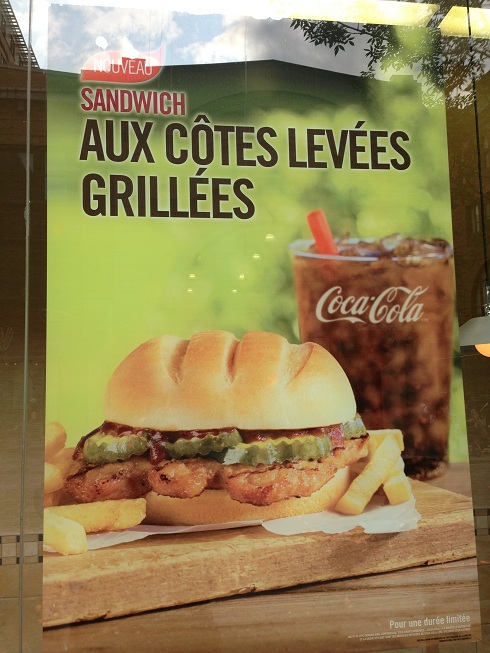 NOUVEAU
SANDWICH
AUX CÔTES LEVÉES
GRILLÉES
Coca-Cola
Pour une durée limitée